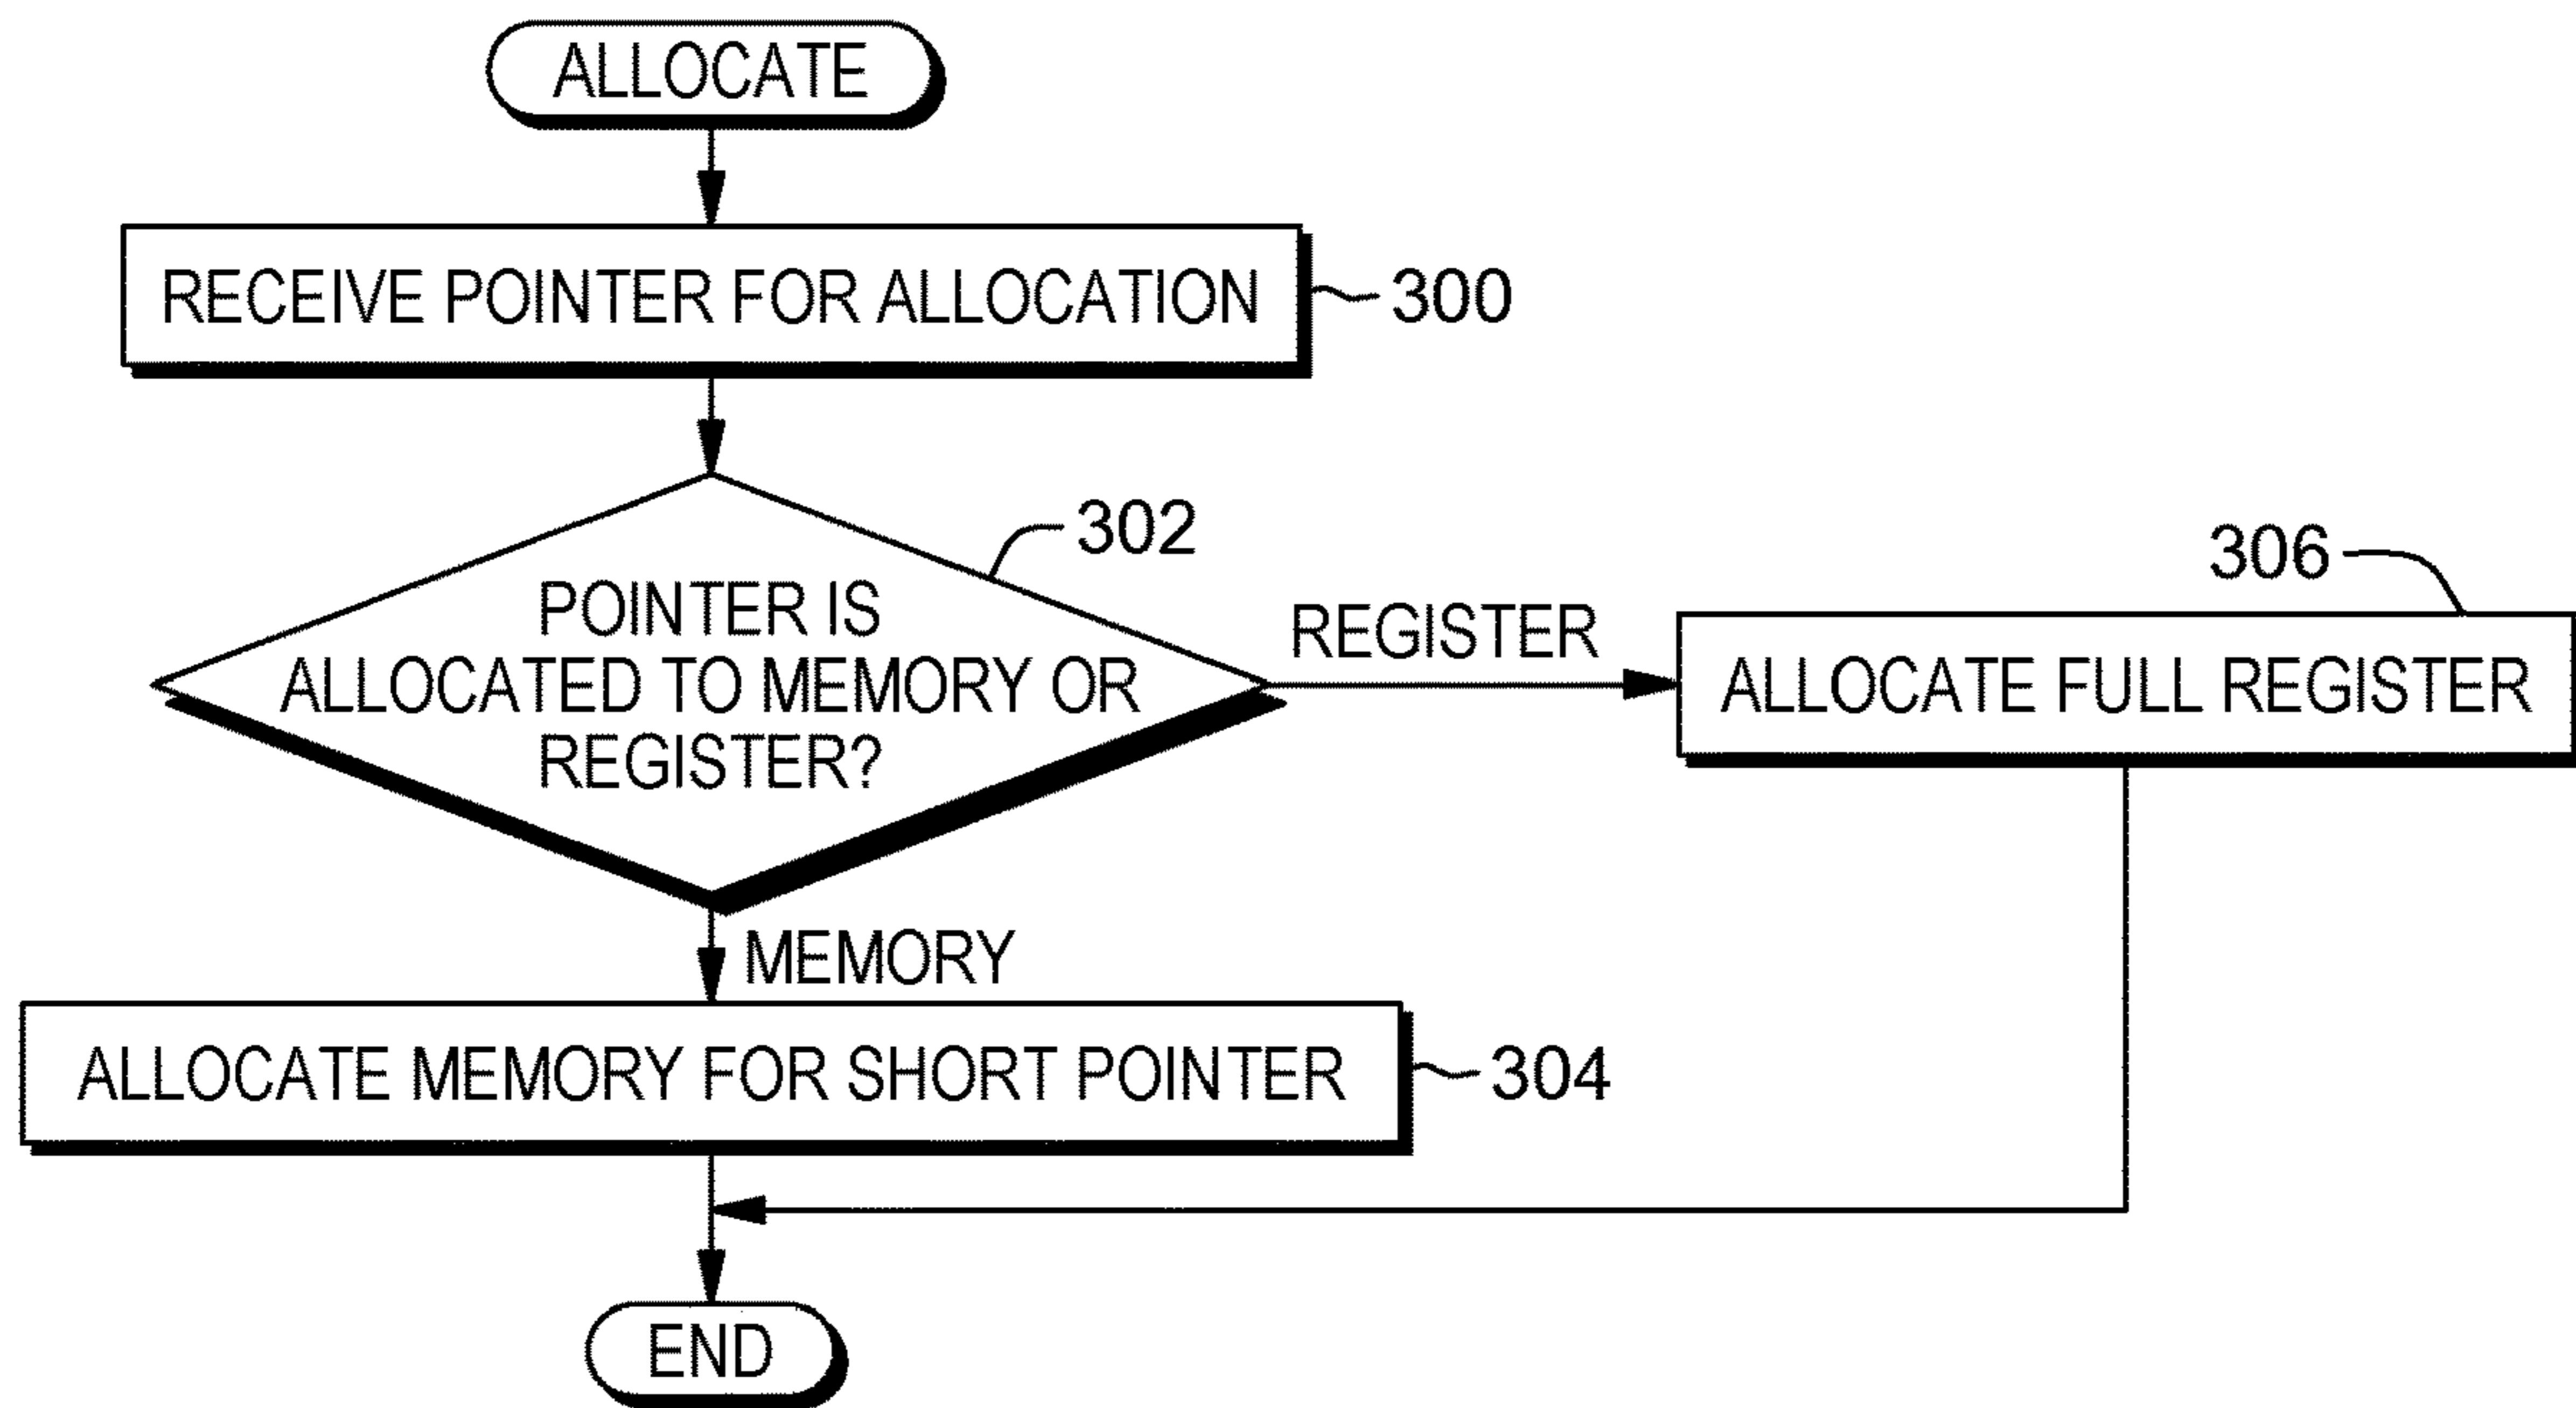 ALLOCATE
RECEIVE POINTER FOR ALLOCATION
300
302
POINTER IS
ALLOCATED TO MEMORY OR
REGISTER?
REGISTER
306
ALLOCATE FULL REGISTER
MEMORY
ALLOCATE MEMORY FOR SHORT POINTER
304
END